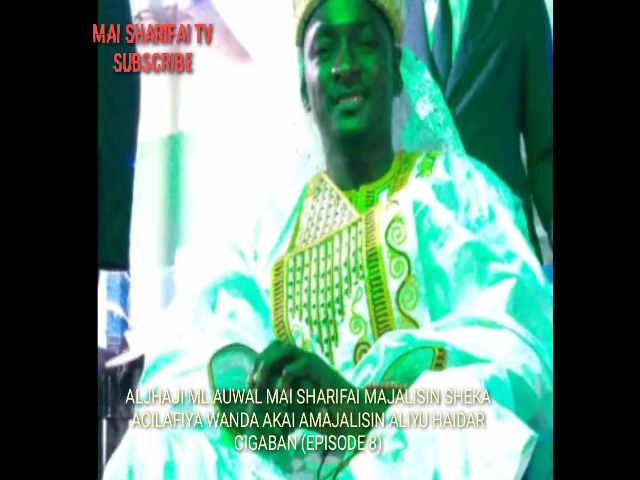 MAI SHARIFAI TV
SUBSCRIBE
ALJHAJI ML AUWAL MAI SHARIFAI MAJALISIN SHEKA
ACILAFIYA WANDA AKAI AMAJALISIN ALIYU HAIDAR
CIGABAN (EPISODE 8)